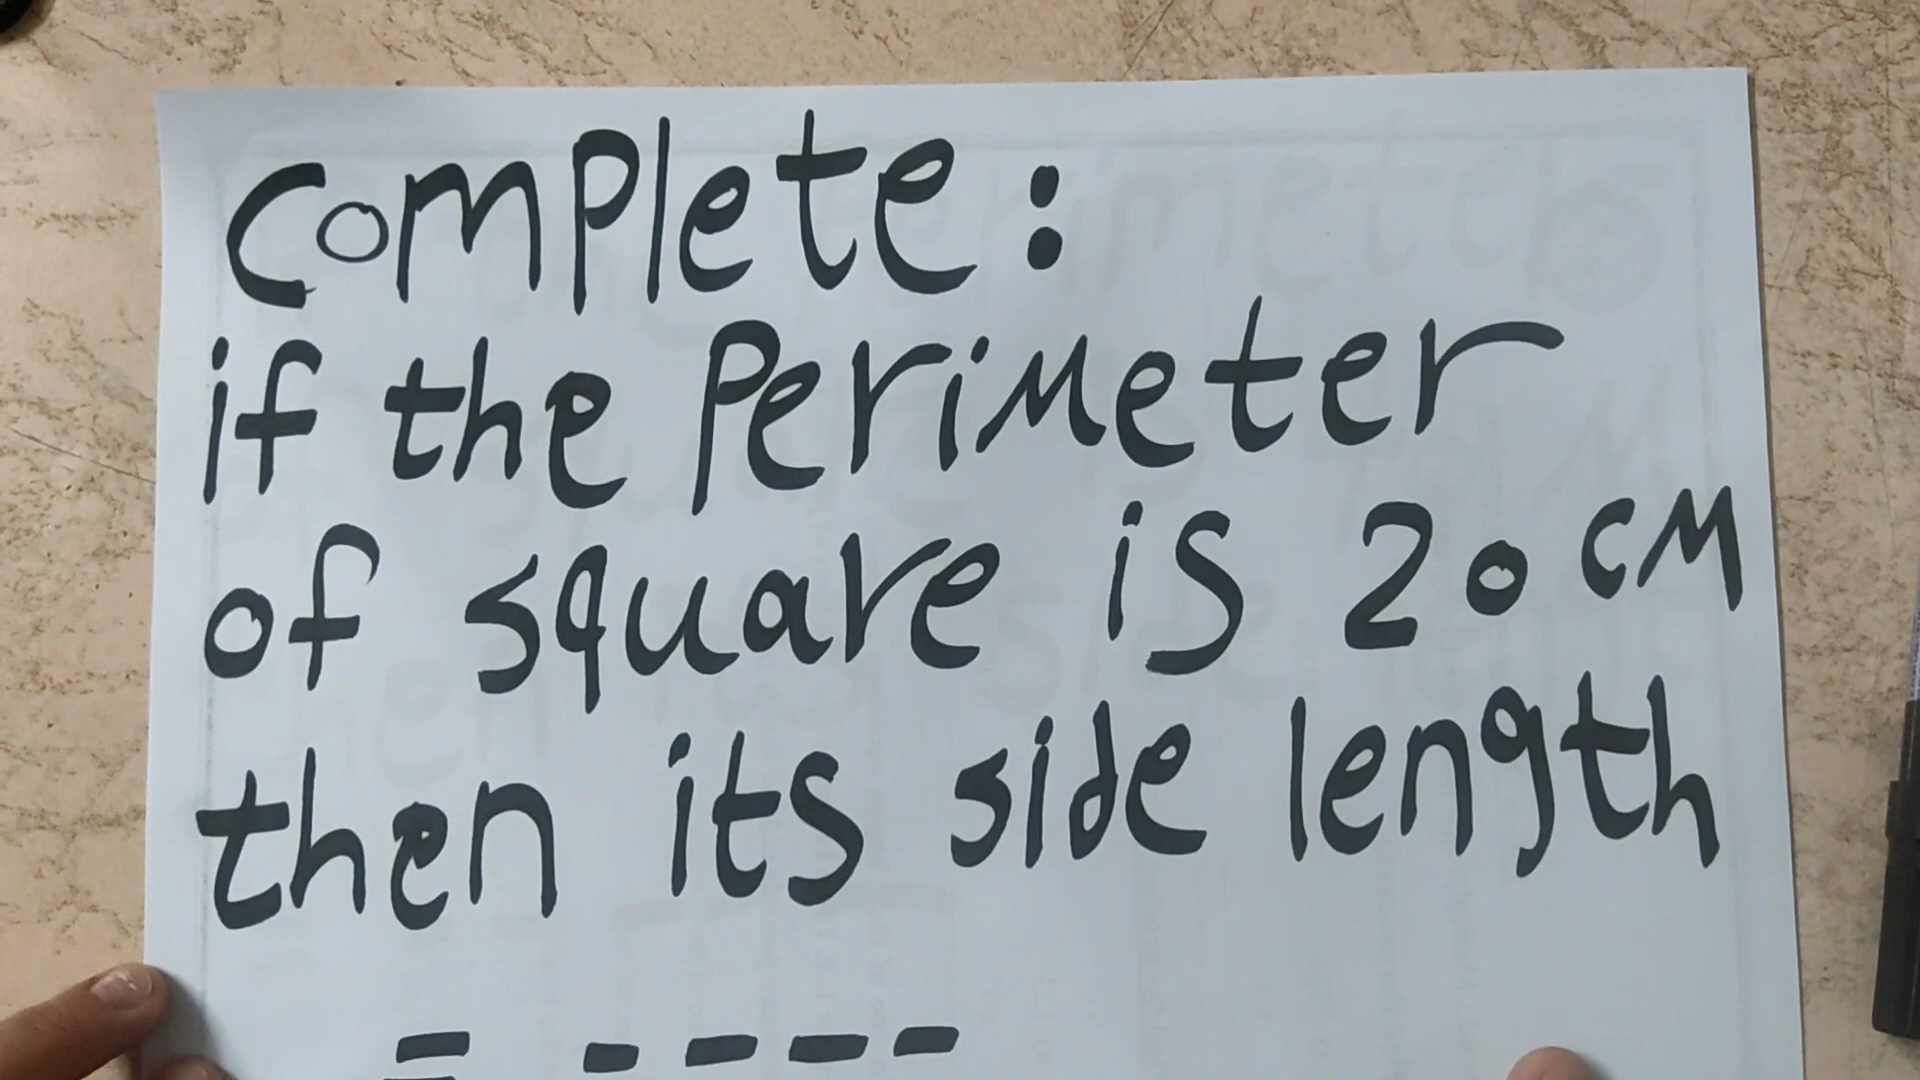 complete:
if the Perimeter
of square is 20 cm
then its side length
= - - - -